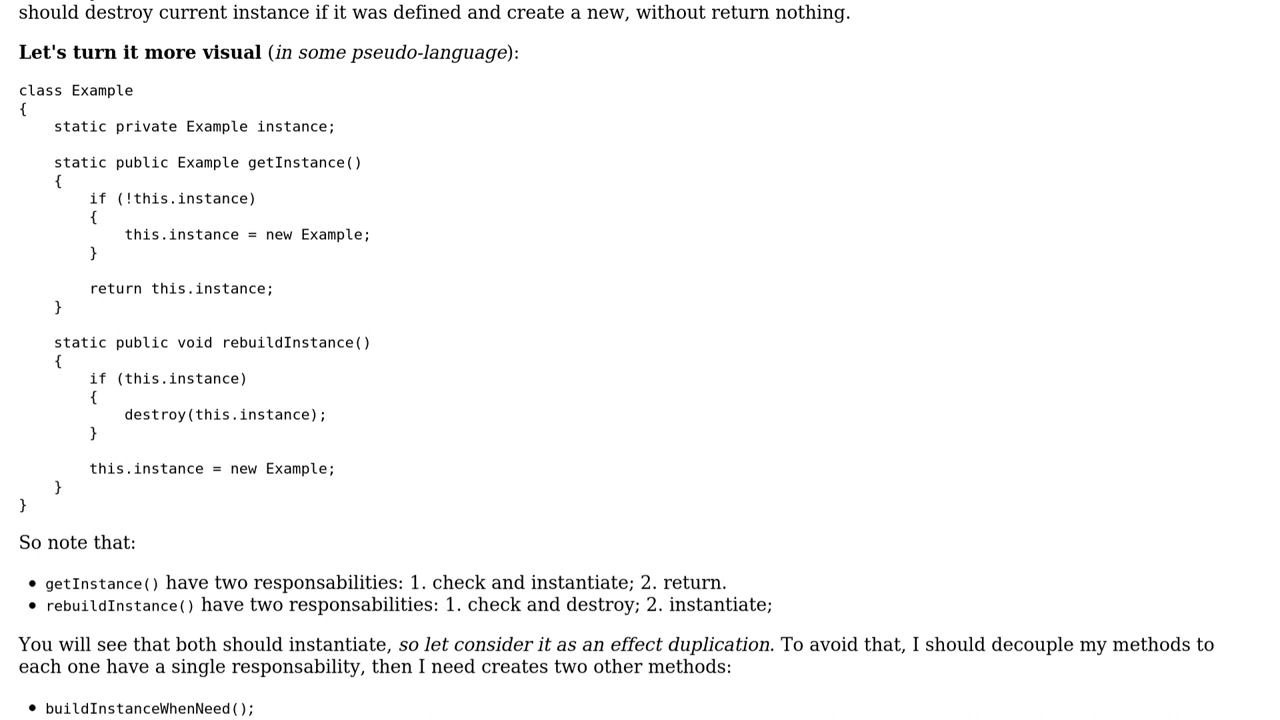 should destroy current instance if it was defined and create a new, without return nothing.
Let's turn it more visual (in some pseudo-language):
class Example
{
    static private Example instance;

    static public Example getInstance()
    {
        if (!this.instance)
        {
            this.instance = new Example;
        }

        return this.instance;
    }

    static public void rebuildInstance()
    {
        if (this.instance)
        {
            destroy(this.instance);
        }

        this.instance = new Example;
    }
}
So note that:
• getInstance() have two responsabilities: 1. check and instantiate; 2. return.
• rebuildInstance() have two responsabilities: 1. check and destroy; 2. instantiate;
You will see that both should instantiate, so let consider it as an effect duplication. To avoid that, I should decouple my methods to
each one have a single responsability, then I need creates two other methods:
• buildInstanceWhenNeed();